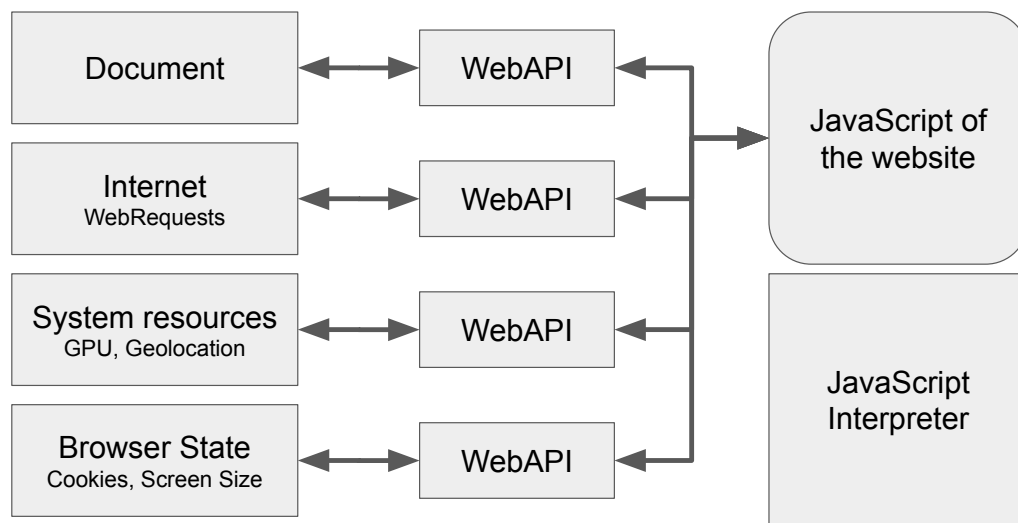 Document
WebAPI
JavaScript of
the website
Internet
WebRequests
WebAPI
System resources
GPU, Geolocation
WebAPI
JavaScript
Interpreter
Browser State
Cookies, Screen Size
WebAPI